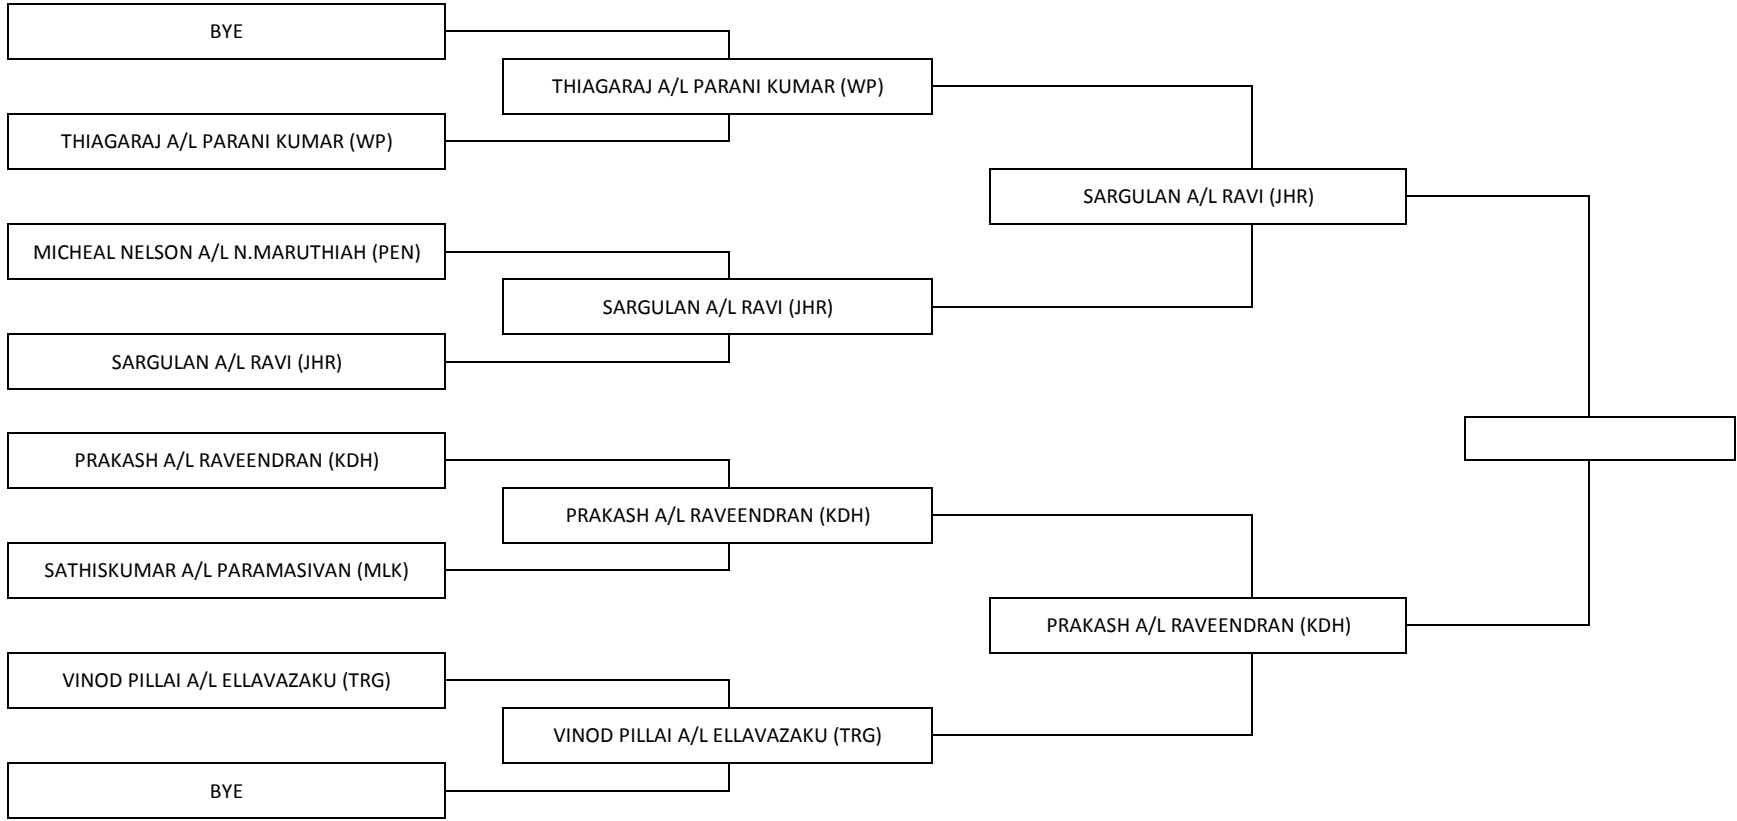 BYE
THIAGARAJ A/L PARANI KUMAR (WP)
THIAGARAJ A/L PARANI KUMAR (WP)
SARGULAN A/L RAVI (JHR)
MICHEAL NELSON A/L N.MARUTHIAH (PEN)
SARGULAN A/L RAVI (JHR)
SARGULAN A/L RAVI (JHR)
PRAKASH A/L RAVEENDRAN (KDH)
PRAKASH A/L RAVEENDRAN (KDH)
SATHISKUMAR A/L PARAMASIVAN (MLK)
PRAKASH A/L RAVEENDRAN (KDH)
VINOD PILLAI A/L ELLAVAZAKU (TRG)
VINOD PILLAI A/L ELLAVAZAKU (TRG)
BYE